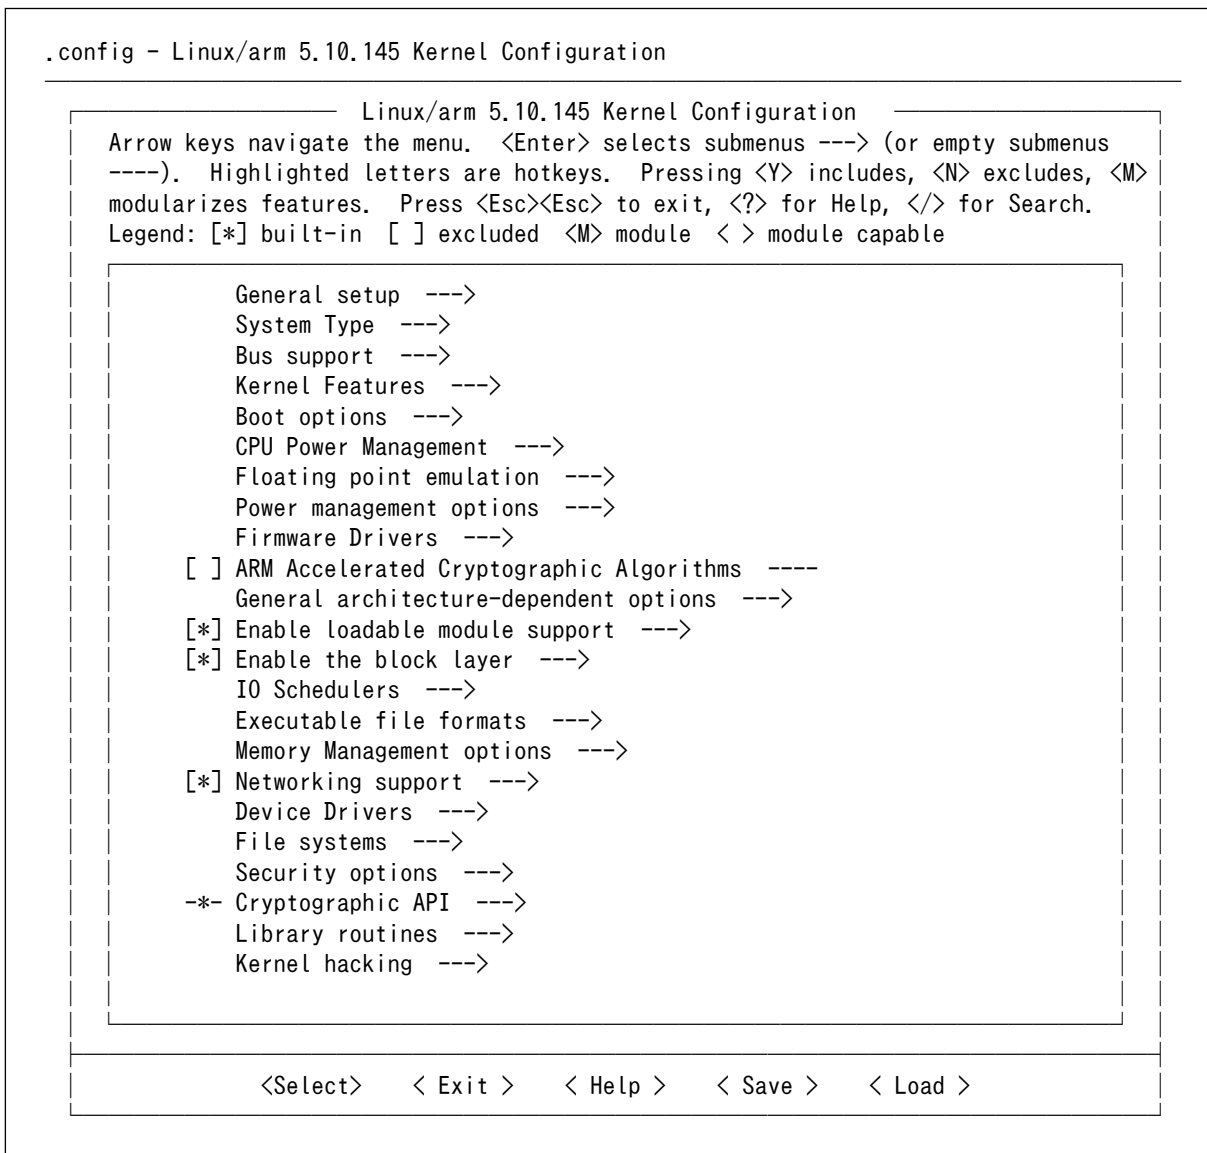 .config - Linux/arm 5.10.145 Kernel Configuration
Linux/arm 5.10.145 Kernel Configuration
Arrow keys navigate the menu.  <Enter> selects submenus ---> (or empty submenus
----).  Highlighted letters are hotkeys.  Pressing <Y> includes, <N> excludes, <M>
modularizes features.  Press <Esc><Esc> to exit, <?> for Help, </> for Search.
Legend: [*] built-in  [ ] excluded  <M> module  < > module capable
General setup  --->
System Type  --->
Bus support  --->
Kernel Features  --->
Boot options  --->
CPU Power Management  --->
Floating point emulation  --->
Power management options  --->
Firmware Drivers  --->
[ ] ARM Accelerated Cryptographic Algorithms  ----
General architecture-dependent options  --->
[*] Enable loadable module support  --->
[*] Enable the block layer  --->
IO Schedulers  --->
Executable file formats  --->
Memory Management options  --->
[*] Networking support  --->
Device Drivers  --->
File systems  --->
Security options  --->
-*- Cryptographic API  --->
Library routines  --->
Kernel hacking  --->
<Select>    < Exit >    < Help >    < Save >    < Load >